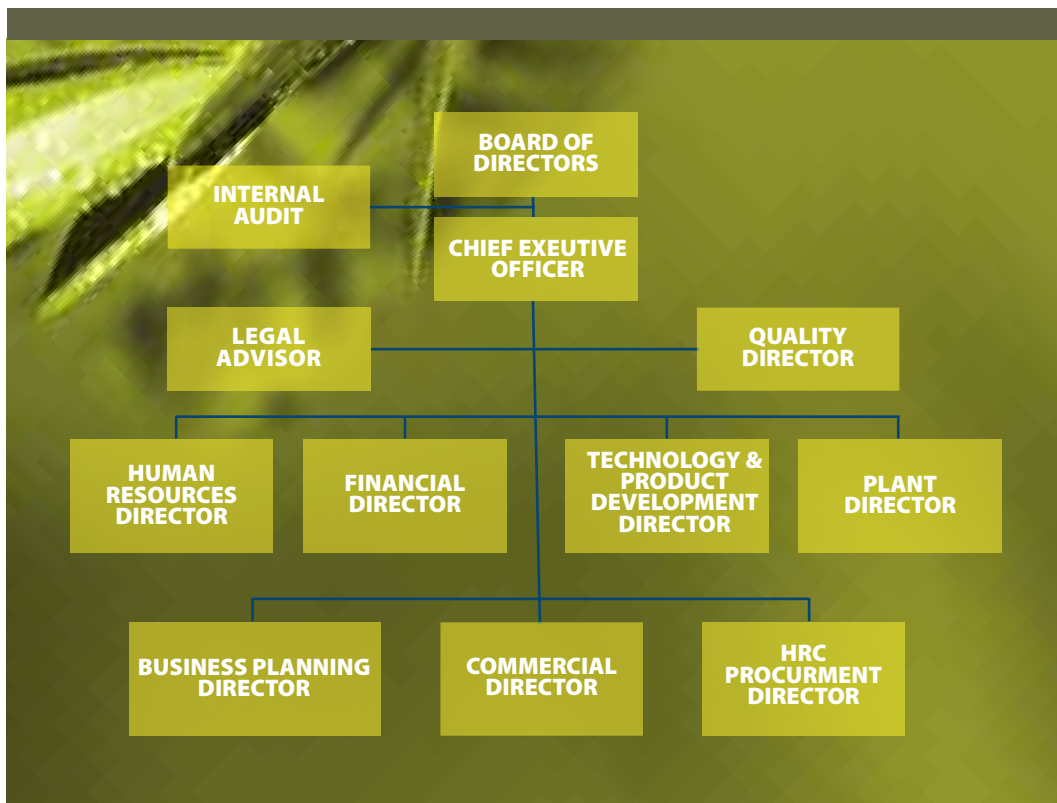 BOARD OF
DIRECTORS
INTERNAL
AUDIT
CHIEF EXEUTIVE
OFFICER
LEGAL
ADVISOR
QUALITY
DIRECTOR
HUMAN
RESOURCES
DIRECTOR
FINANCIAL
DIRECTOR
TECHNOLOGY &
PRODUCT
DEVELOPMENT
DIRECTOR
PLANT
DIRECTOR
BUSINESS PLANNING
DIRECTOR
COMMERCIAL
DIRECTOR
HRC
PROCURMENT
DIRECTOR